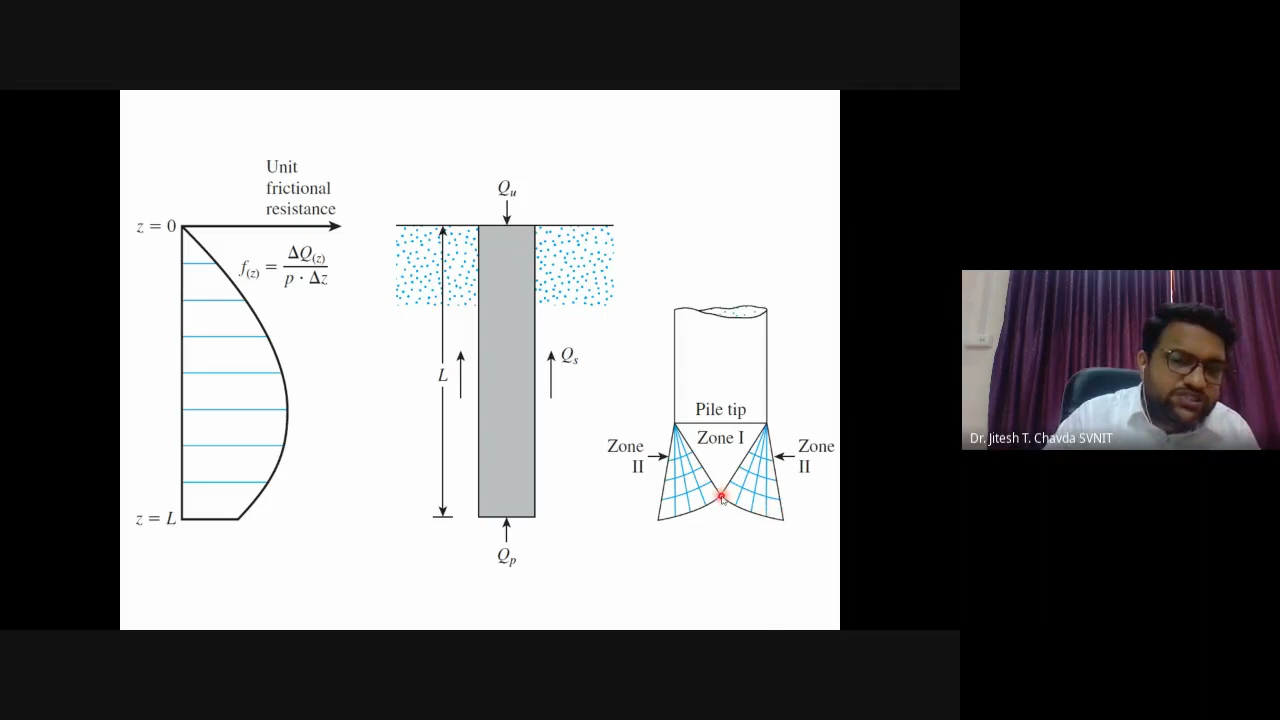 Unit
frictional
resistance
z = 0
f(z) = ΔQ(z) / p · Δz
z = L
Qu
L
Qs
Qp
Pile tip
Zone I
Zone
II
Zone
II
Dr. Jitesh T. Chavda SVNIT